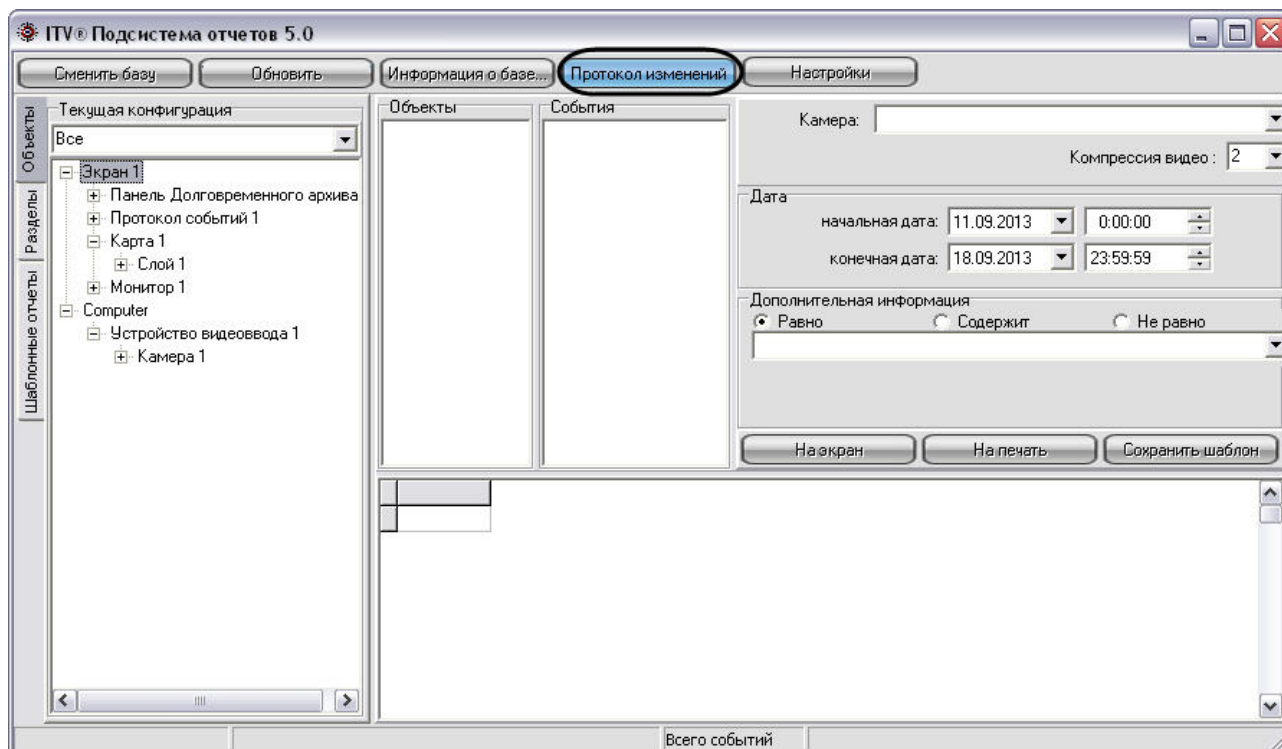 ITV® Подсистема отчетов 5.0
Сменить базу
Обновить
Информация о базе...
Протокол изменений
Настройки
Объекты
Разделы
Шаблонные отчеты
Текущая конфигурация
Все
Экран 1
Панель Долговременного архива
Протокол событий 1
Карта 1
Слой 1
Монитор 1
Computer
Устройство видеоввода 1
Камера 1
Объекты
События
Камера:
Компрессия видео : 2
Дата
начальная дата: 11.09.2013 0:00:00
конечная дата: 18.09.2013 23:59:59
Дополнительная информация
Равно Содержит Не равно
На экран
На печать
Сохранить шаблон
Всего событий